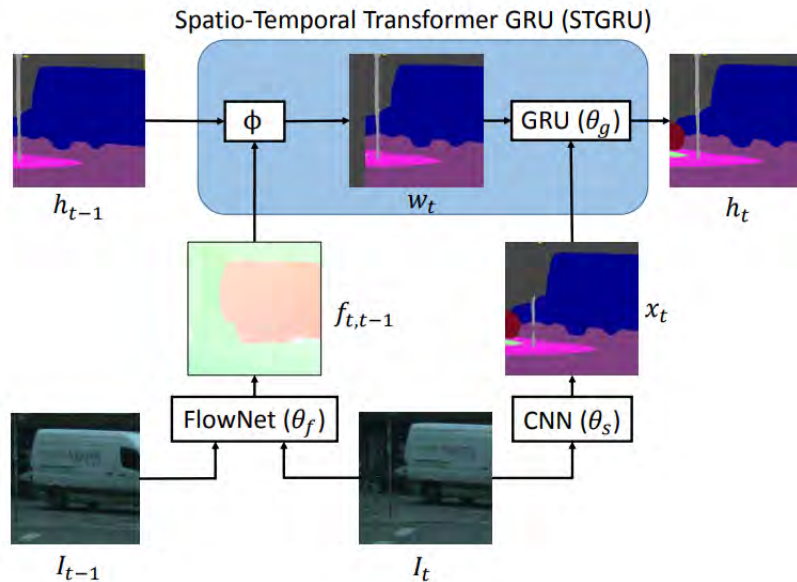 Spatio-Temporal Transformer GRU (STGRU)
ϕ
GRU (θ_g)
h_{t−1}
w_t
h_t
f_{t,t−1}
x_t
FlowNet (θ_f)
CNN (θ_s)
I_{t−1}
I_t